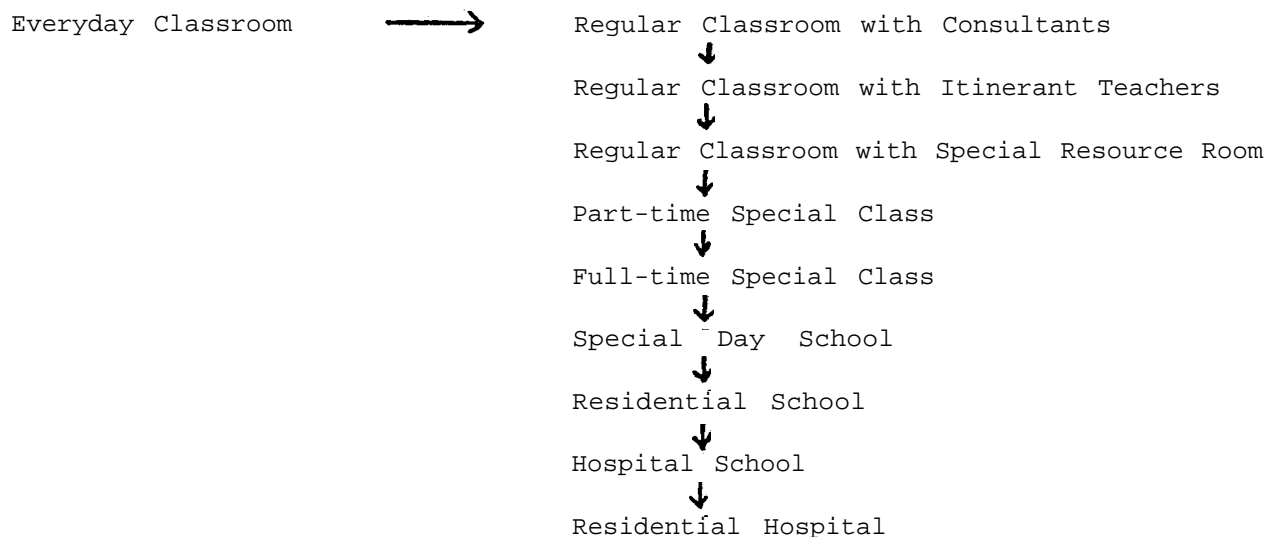 Everyday Classroom Regular Classroom with Consultants
Regular Classroom with Itinerant Teachers
Regular Classroom with Special Resource Room
Part-time Special Class
Full-time Special Class
Special Day School
Residential School
Hospital School
Residential Hospital